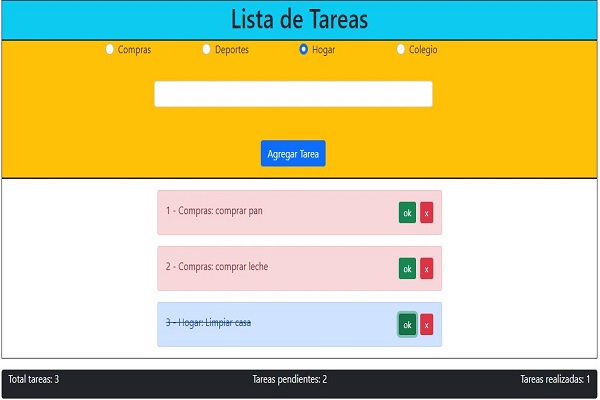 Lista de Tareas
Compras Deportes Hogar Colegio
Agregar Tarea
1 - Compras: comprar pan ok x
2 - Compras: comprar leche ok x
3 - Hogar: Limpiar casa ok x
Total tareas: 3 Tareas pendientes: 2 Tareas realizadas: 1